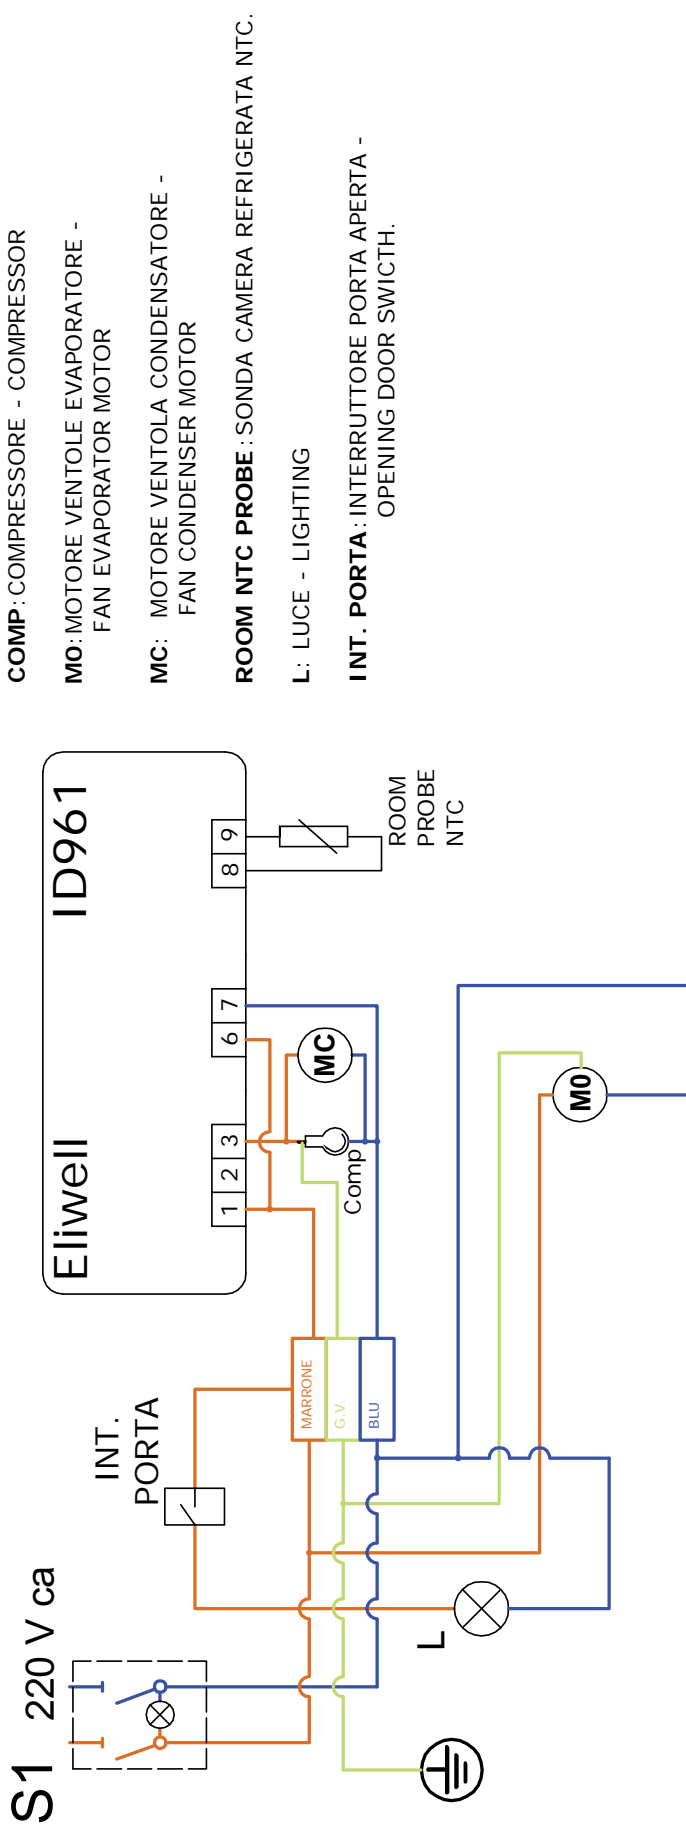 S1 220 V ca
INT.
PORTA
L
MARRONE
G.V.
BLU
Eliwell ID961
1 2 3 6 7 8 9
Comp
MC
M0
ROOM
PROBE
NTC
COMP: COMPRESSORE - COMPRESSOR
MO: MOTORE VENTOLE EVAPORATORE -
FAN EVAPORATOR MOTOR
MC: MOTORE VENTOLA CONDENSATORE -
FAN CONDENSER MOTOR
ROOM NTC PROBE: SONDA CAMERA REFRIGERATA NTC.
L: LUCE - LIGHTING
INT. PORTA: INTERRUTTORE PORTA APERTA -
OPENING DOOR SWICTH.